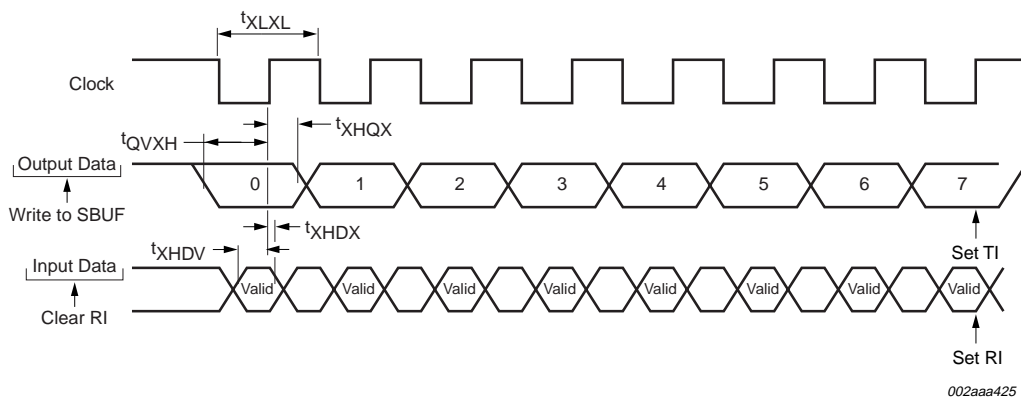 tXLXL
Clock
tXHQX
tQVXH
Output Data
0 1 2 3 4 5 6 7
Write to SBUF
tXHDX
tXHDV
Set TI
Input Data
Valid Valid Valid Valid Valid Valid Valid Valid
Clear RI
Set RI
002aaa425